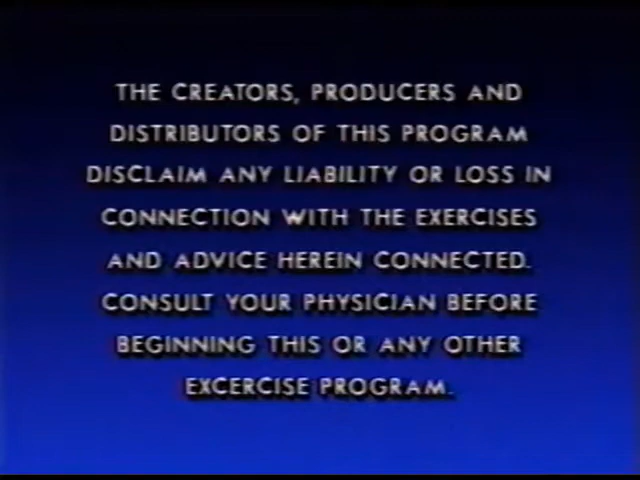 THE CREATORS, PRODUCERS AND
DISTRIBUTORS OF THIS PROGRAM
DISCLAIM ANY LIABILITY OR LOSS IN
CONNECTION WITH THE EXERCISES
AND ADVICE HEREIN CONNECTED.
CONSULT YOUR PHYSICIAN BEFORE
BEGINNING THIS OR ANY OTHER
EXCERCISE PROGRAM.